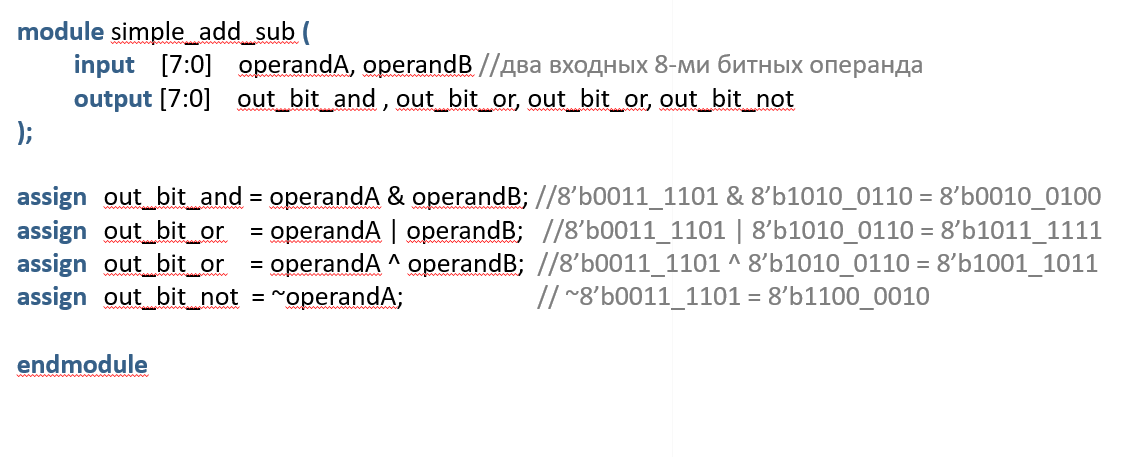 module simple_add_sub (
input [7:0] operandA, operandB //два входных 8-ми битных операнда
output [7:0] out_bit_and , out_bit_or, out_bit_or, out_bit_not
);
assign out_bit_and = operandA & operandB; //8’b0011_1101 & 8’b1010_0110 = 8’b0010_0100
assign out_bit_or = operandA | operandB; //8’b0011_1101 | 8’b1010_0110 = 8’b1011_1111
assign out_bit_or = operandA ^ operandB; //8’b0011_1101 ^ 8’b1010_0110 = 8’b1001_1011
assign out_bit_not = ~operandA; // ~8’b0011_1101 = 8’b1100_0010
endmodule